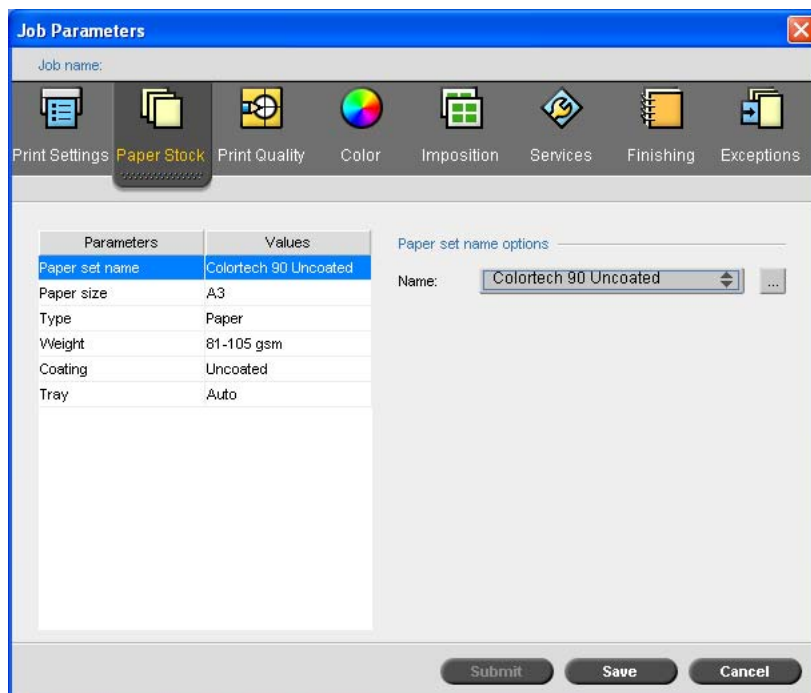 Job Parameters
Job name:
Print Settings Paper Stock Print Quality Color Imposition Services Finishing Exceptions
Parameters Values
Paper set name Colortech 90 Uncoated
Paper size A3
Type Paper
Weight 81-105 gsm
Coating Uncoated
Tray Auto
Paper set name options
Name: Colortech 90 Uncoated ...
Submit Save Cancel